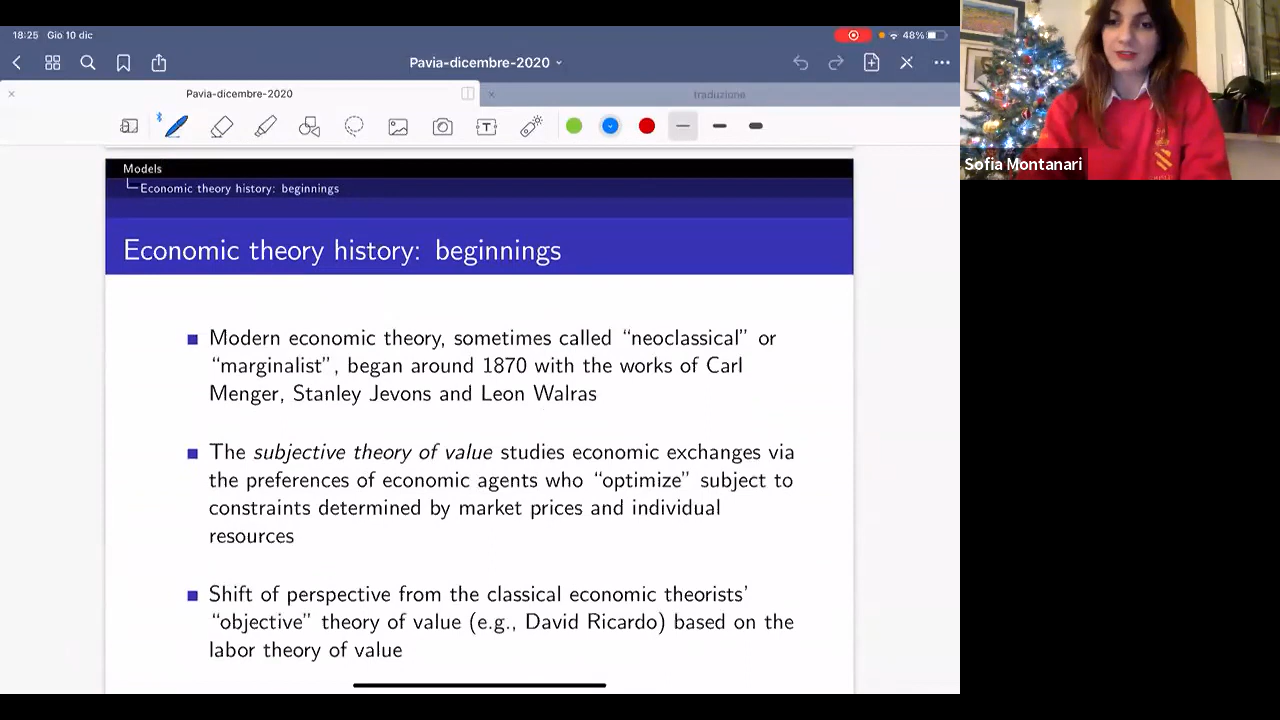 18:25 Gio 10 dic
48%
Pavia-dicembre-2020
Pavia-dicembre-2020
traduzione
T
Models
Economic theory history: beginnings
Economic theory history: beginnings
Modern economic theory, sometimes called “neoclassical” or
“marginalist”, began around 1870 with the works of Carl
Menger, Stanley Jevons and Leon Walras
The subjective theory of value studies economic exchanges via
the preferences of economic agents who “optimize” subject to
constraints determined by market prices and individual
resources
Shift of perspective from the classical economic theorists’
“objective” theory of value (e.g., David Ricardo) based on the
labor theory of value
Sofia Montanari